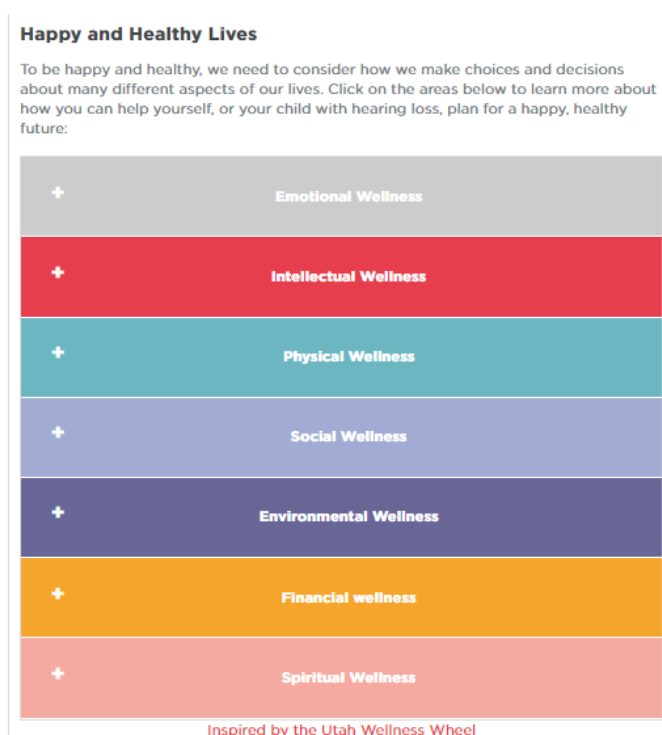 Happy and Healthy Lives
To be happy and healthy, we need to consider how we make choices and decisions
about many different aspects of our lives. Click on the areas below to learn more about
how you can help yourself, or your child with hearing loss, plan for a happy, healthy
future:
+ Emotional Wellness
+ Intellectual Wellness
+ Physical Wellness
+ Social Wellness
+ Environmental Wellness
+ Financial wellness
+ Spiritual Wellness
Inspired by the Utah Wellness Wheel